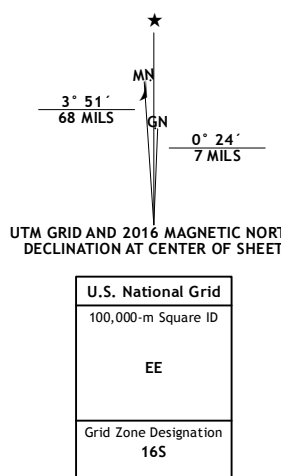 ★
MN
3° 51´
68 MILS
GN
0° 24´
7 MILS
UTM GRID AND 2016 MAGNETIC NORT
DECLINATION AT CENTER OF SHEET
U.S. National Grid
100,000-m Square ID
EE
Grid Zone Designation
16S